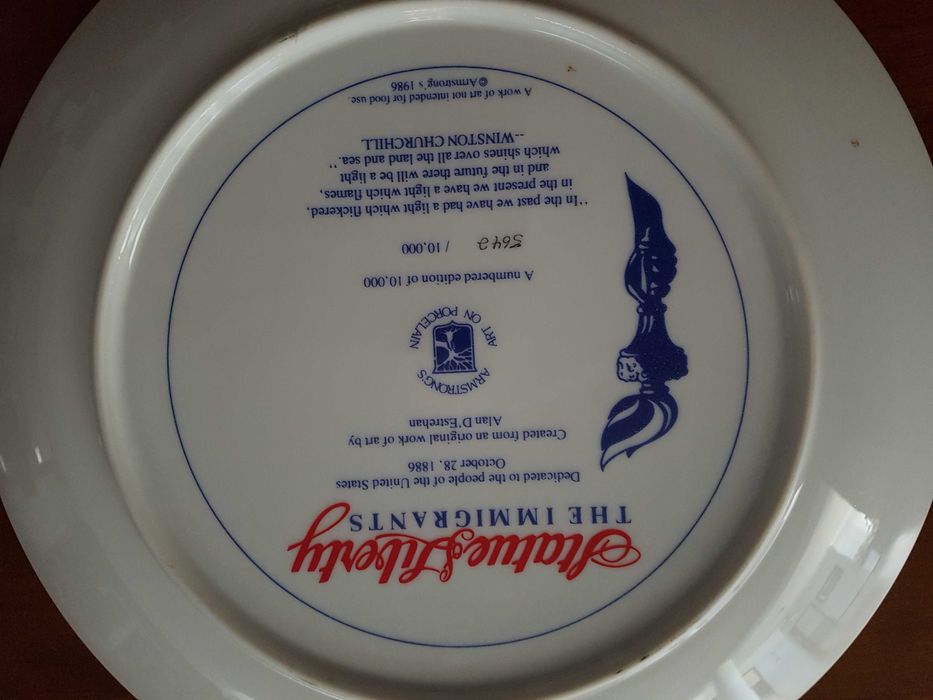 Statue of Liberty
THE IMMIGRANTS
Dedicated to the people of the United States
October 28, 1886
Created from an original work of art by
Alan D'Estrehan
ARMSTRONG'S
ART ON PORCELAIN
A numbered edition of 10,000
5642 / 10,000
"In the past we have had a light which flickered,
in the present we have a light which flames,
and in the future there will be a light
which shines over all the land and sea."
--WINSTON CHURCHILL
A work of art not intended for food use.
© Armstrong's 1986